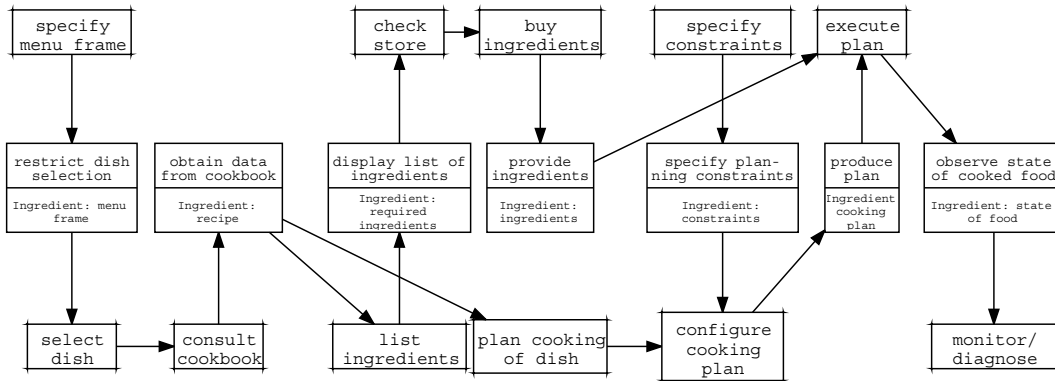 specify
menu frame
check
store
buy
ingredients
specify
constraints
execute
plan
restrict dish
selection
Ingredient: menu
frame
obtain data
from cookbook
Ingredient:
recipe
display list of
ingredients
Ingredient:
required
ingredients
provide
ingredients
Ingredient:
ingredients
specify plan-
ning constraints
Ingredient:
constraints
produce
plan
Ingredient
cooking
plan
observe state
of cooked food
Ingredient: state
of food
select
dish
consult
cookbook
list
ingredients
plan cooking
of dish
configure
cooking
plan
monitor/
diagnose